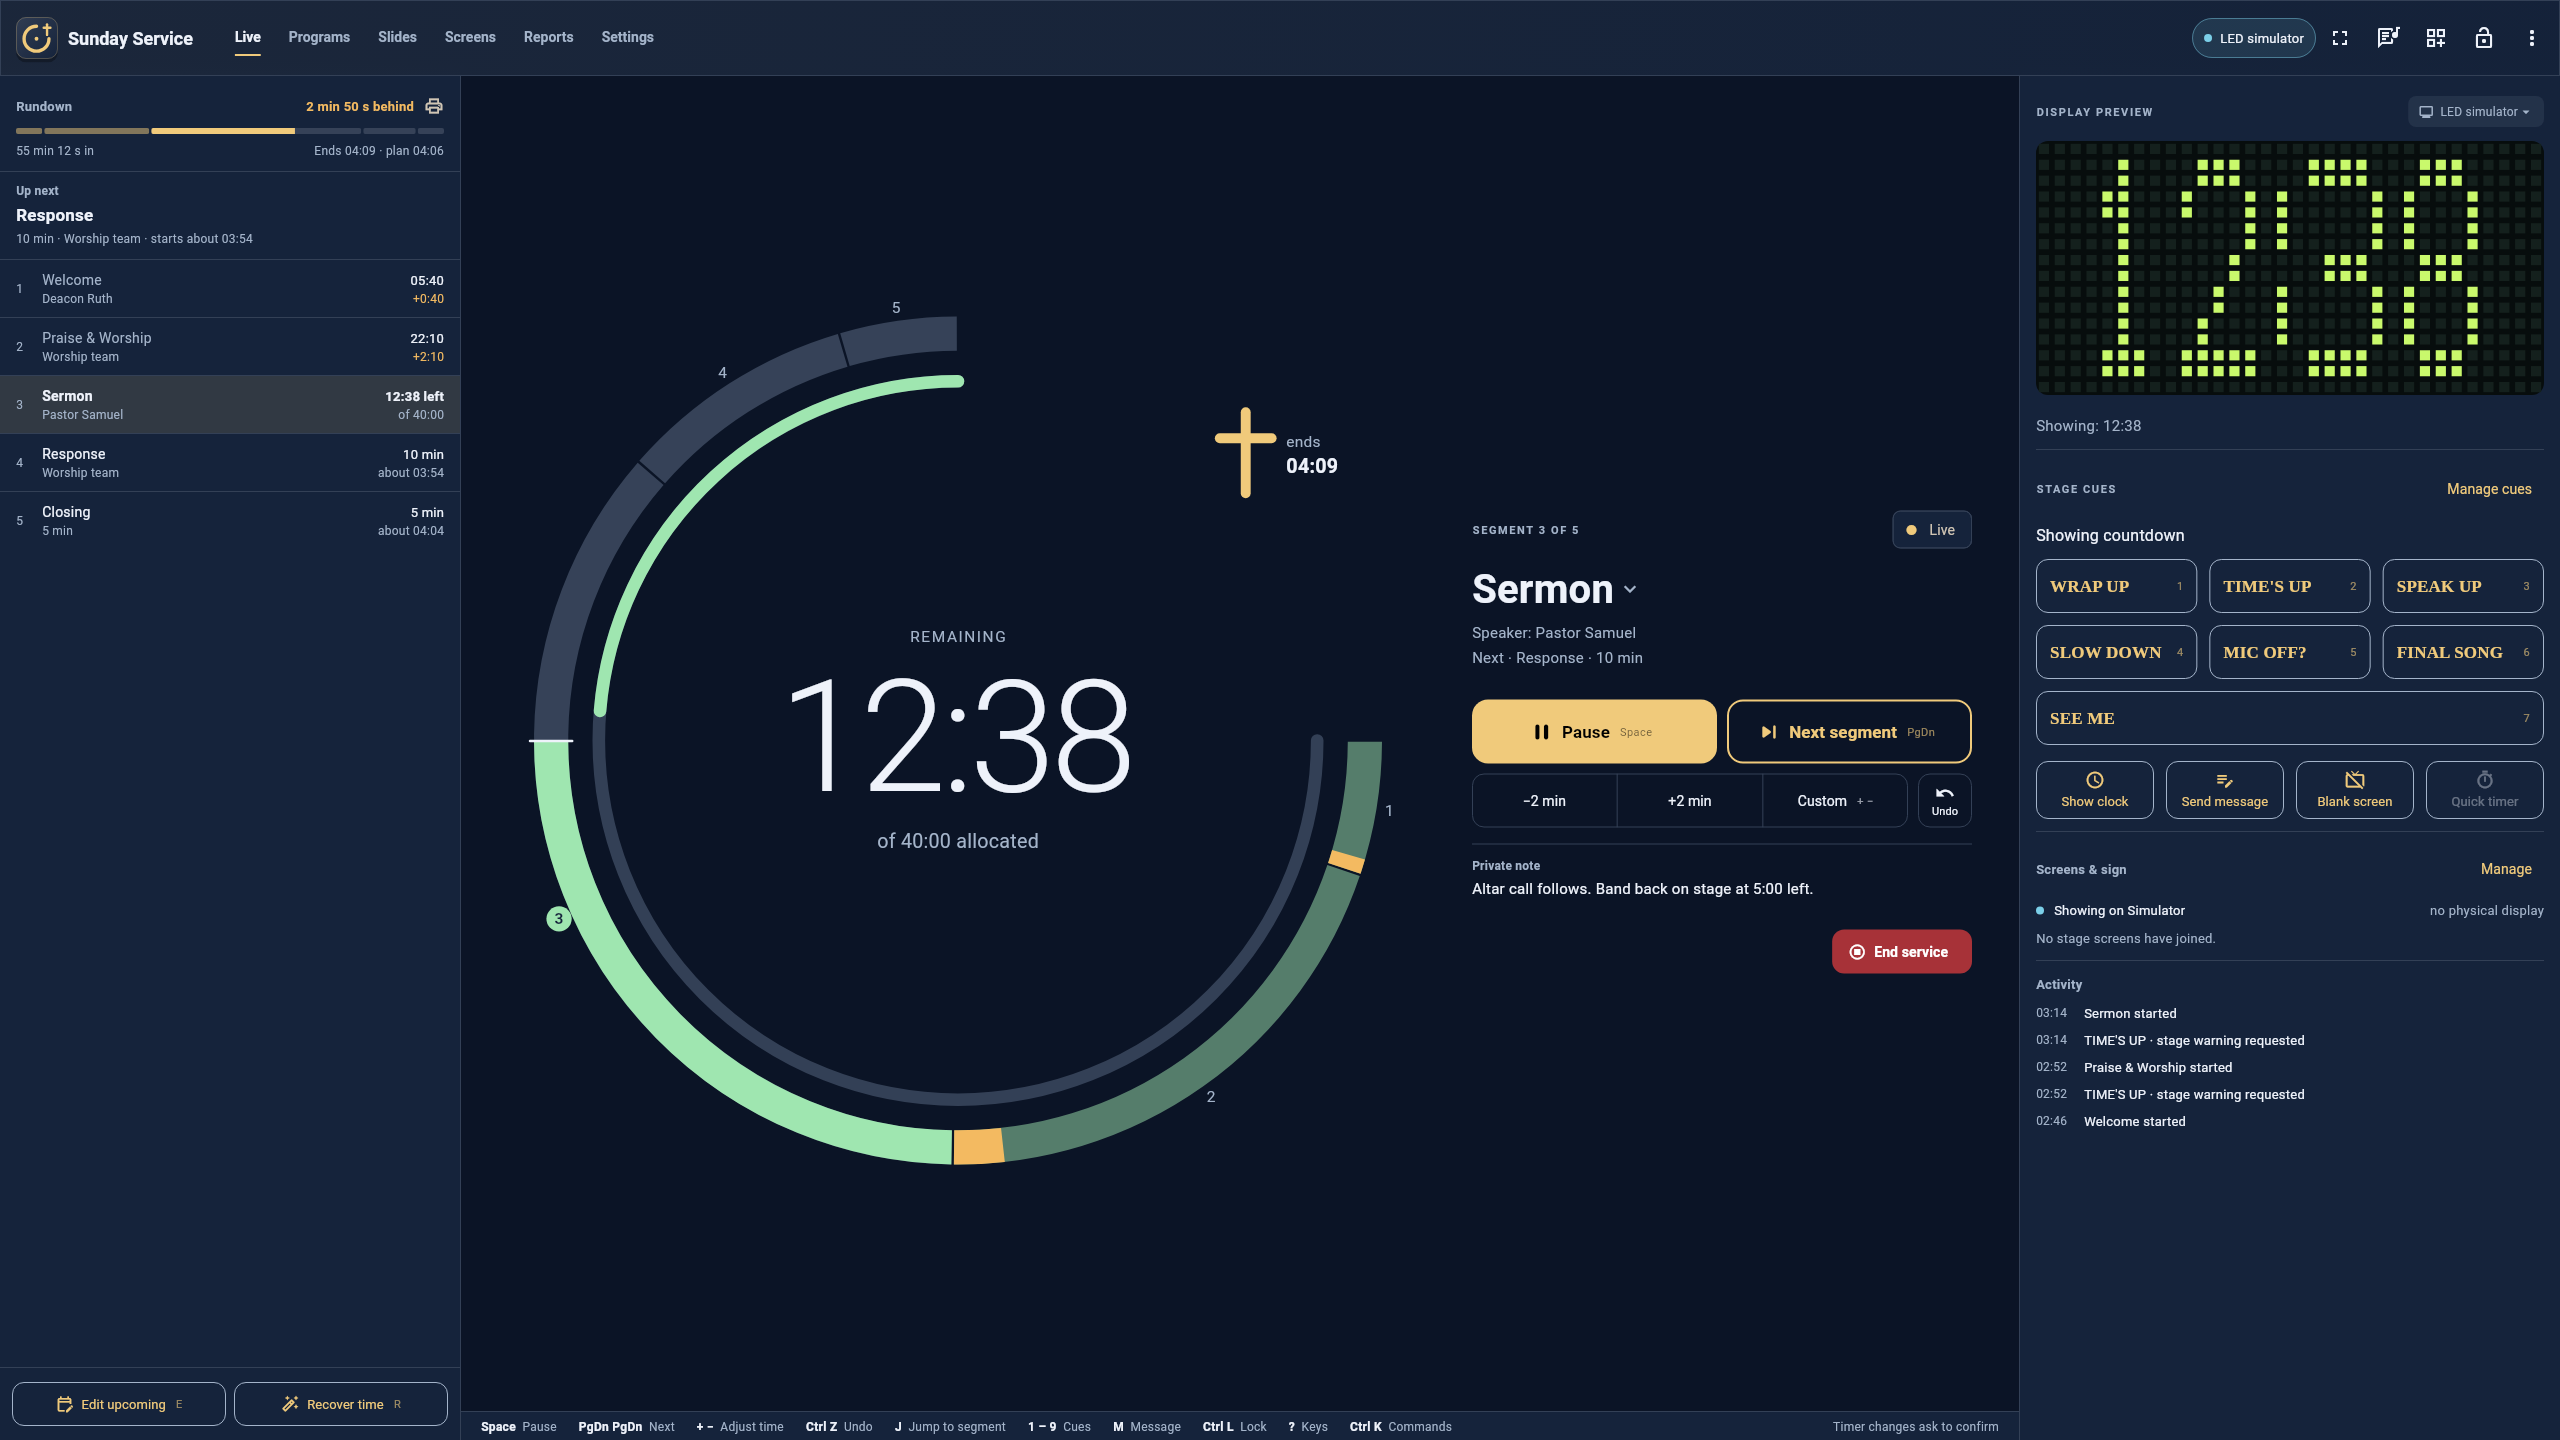 Sunday Service
Live Programs Slides Screens Reports Settings
LED simulator
Rundown 2 min 50 s behind
55 min 12 s in Ends 04:09 · plan 04:06
Up next
Response
10 min · Worship team · starts about 03:54
1 Welcome 05:40
Deacon Ruth +0:40
2 Praise & Worship 22:10
Worship team +2:10
3 Sermon 12:38 left
Pastor Samuel of 40:00
4 Response 10 min
Worship team about 03:54
5 Closing 5 min
5 min about 04:04
Edit upcoming E
Recover time R
5
4
ends
04:09
REMAINING
12:38
of 40:00 allocated
1
3
2
SEGMENT 3 OF 5 Live
Sermon
Speaker: Pastor Samuel
Next · Response · 10 min
Pause Space
Next segment PgDn
−2 min +2 min Custom + −
Undo
Private note
Altar call follows. Band back on stage at 5:00 left.
End service
Space Pause PgDn PgDn Next + − Adjust time Ctrl Z Undo J Jump to segment 1 – 9 Cues M Message Ctrl L Lock ? Keys Ctrl K Commands Timer changes ask to confirm
DISPLAY PREVIEW LED simulator
12:38
Showing: 12:38
STAGE CUES Manage cues
Showing countdown
WRAP UP 1 TIME'S UP 2 SPEAK UP 3
SLOW DOWN 4 MIC OFF? 5 FINAL SONG 6
SEE ME 7
Show clock Send message Blank screen Quick timer
Screens & sign Manage
Showing on Simulator no physical display
No stage screens have joined.
Activity
03:14 Sermon started
03:14 TIME'S UP · stage warning requested
02:52 Praise & Worship started
02:52 TIME'S UP · stage warning requested
02:46 Welcome started